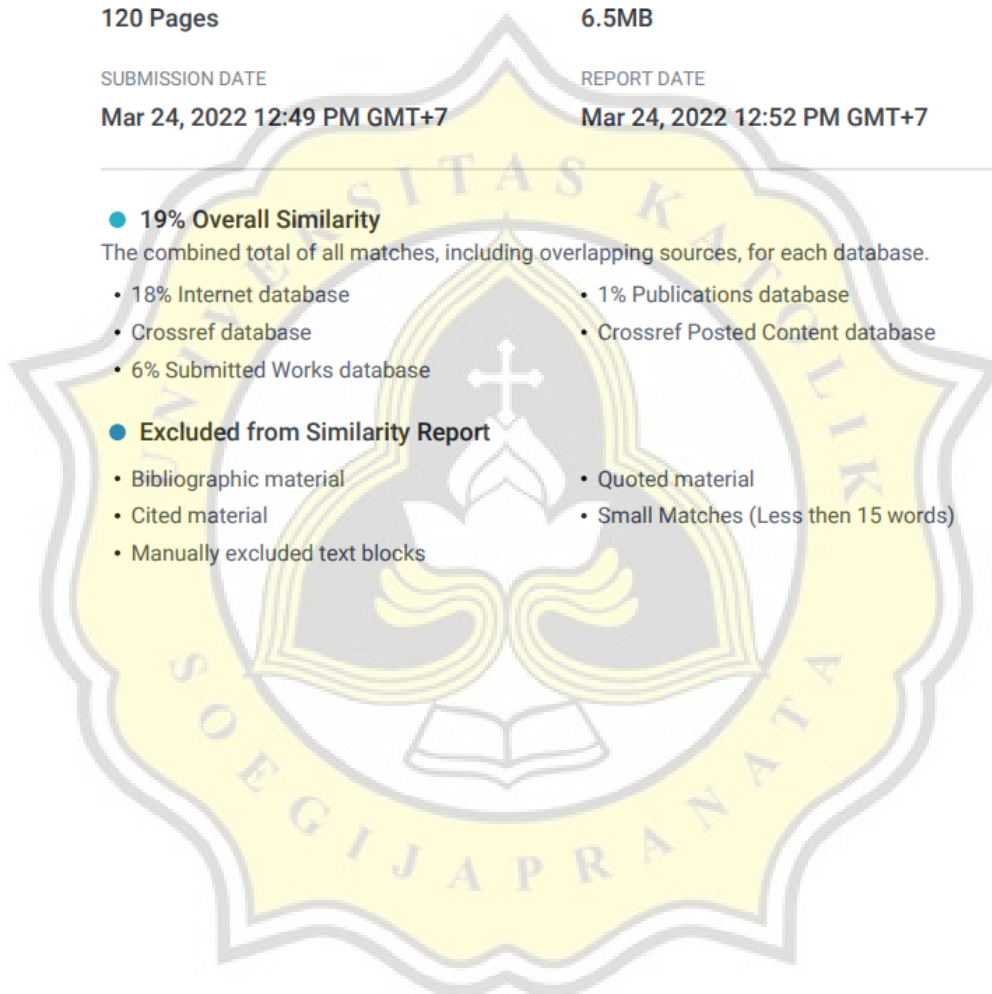 120 Pages
6.5MB
SUBMISSION DATE
REPORT DATE
Mar 24, 2022 12:49 PM GMT+7
Mar 24, 2022 12:52 PM GMT+7
19% Overall Similarity
The combined total of all matches, including overlapping sources, for each database.
• 18% Internet database
• 1% Publications database
• Crossref database
• Crossref Posted Content database
• 6% Submitted Works database
Excluded from Similarity Report
• Bibliographic material
• Quoted material
• Cited material
• Small Matches (Less then 15 words)
• Manually excluded text blocks
UNIVERSITAS KATOLIK
SOEGIJAPRANATA